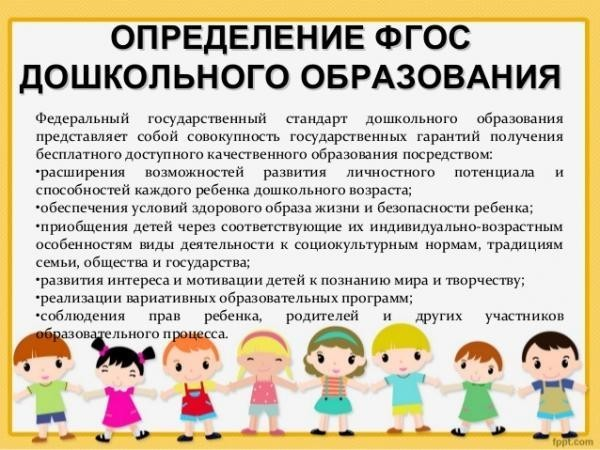 ОПРЕДЕЛЕНИЕ ФГОС
ДОШКОЛЬНОГО ОБРАЗОВАНИЯ
Федеральный государственный стандарт дошкольного образования
представляет собой совокупность государственных гарантий получения
бесплатного доступного качественного образования посредством:
•расширения возможностей развития личностного потенциала и
способностей каждого ребенка дошкольного возраста;
•обеспечения условий здорового образа жизни и безопасности ребенка;
•приобщения детей через соответствующие их индивидуально-возрастным
особенностям виды деятельности к социокультурным нормам, традициям
семьи, общества и государства;
•развития интереса и мотивации детей к познанию мира и творчеству;
•реализации вариативных образовательных программ;
•соблюдения прав ребенка, родителей и других участников
образовательного процесса.
fppt.com